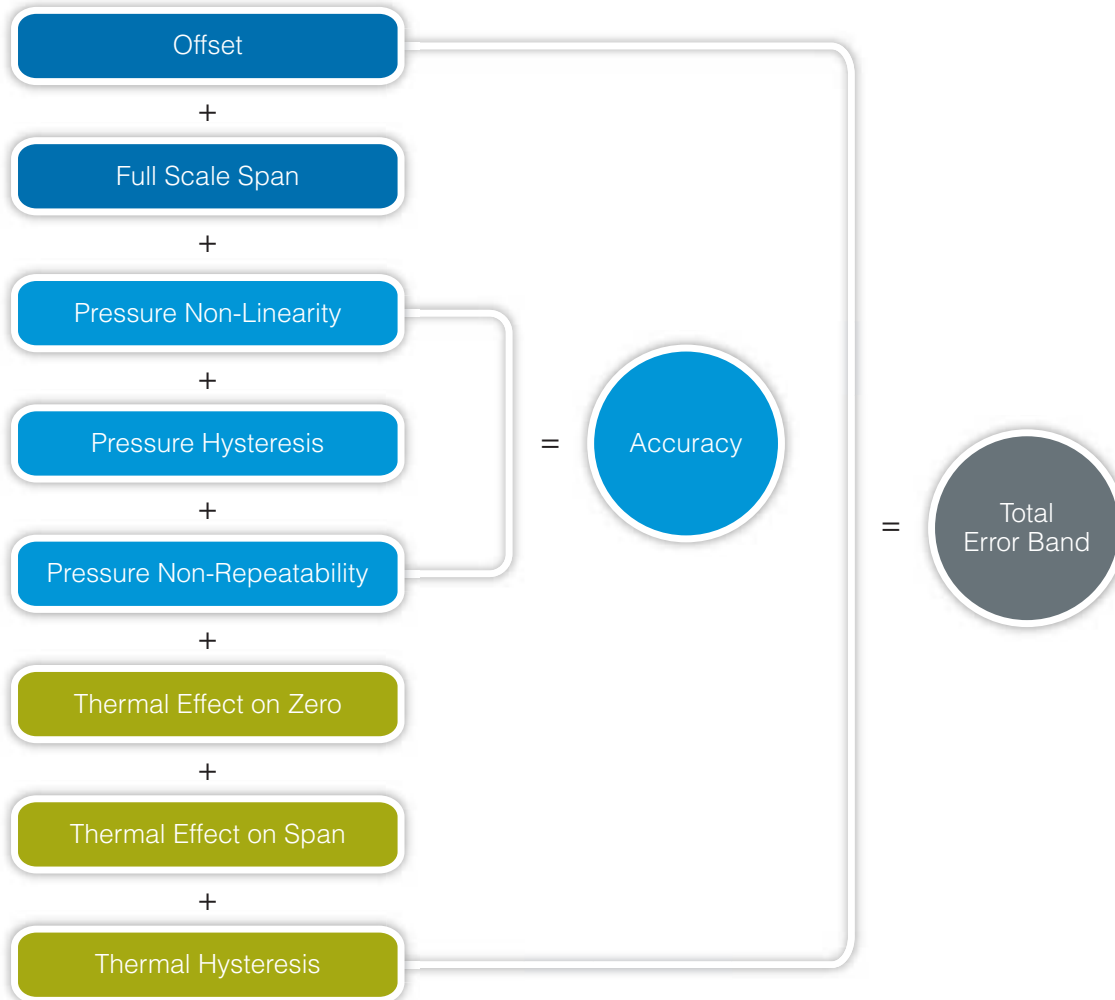 Offset
+
Full Scale Span
+
Pressure Non-Linearity
+
Pressure Hysteresis
=
Accuracy
+
Pressure Non-Repeatability
=
Total
Error Band
+
Thermal Effect on Zero
+
Thermal Effect on Span
+
Thermal Hysteresis